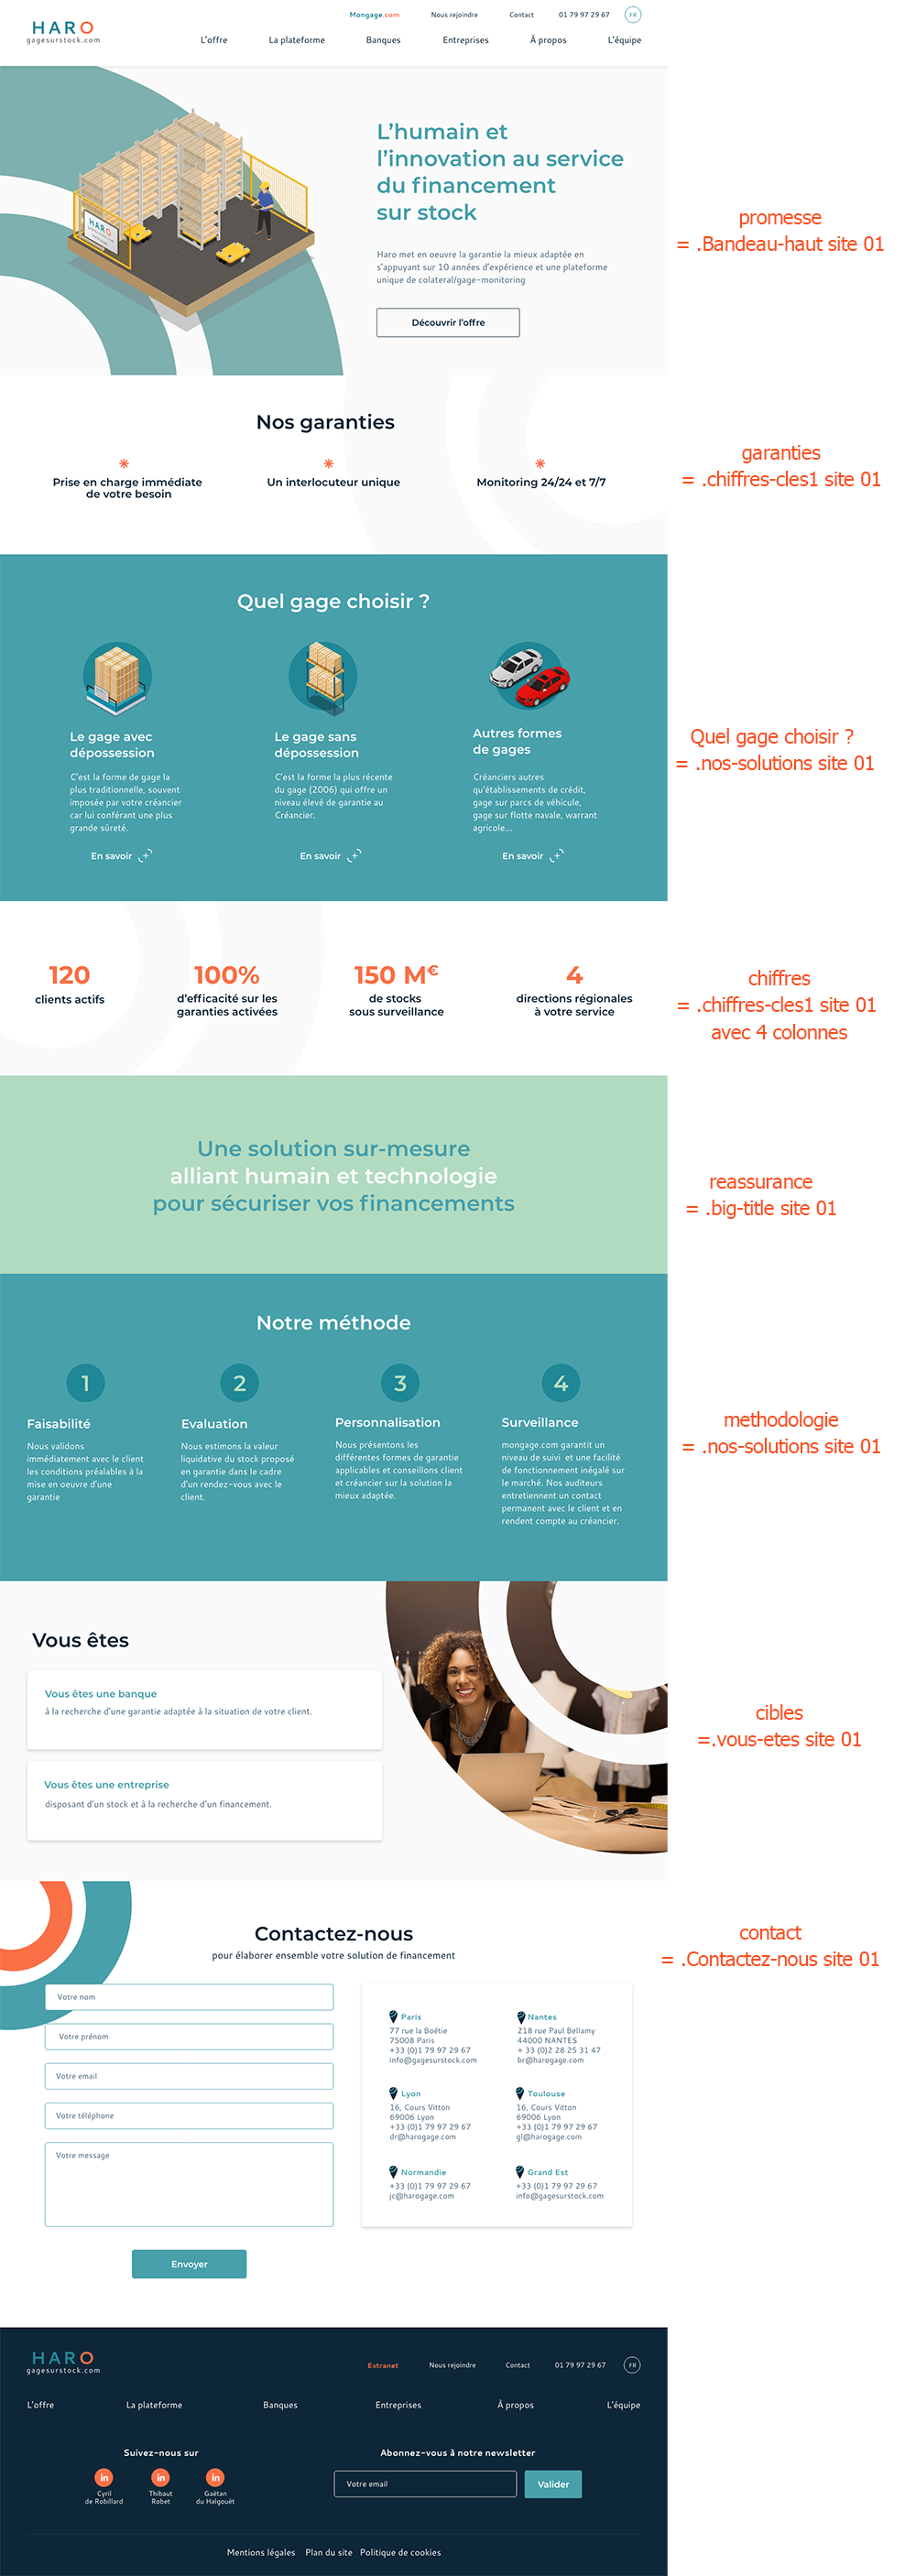 HARO
gagesurstock.com
Mongage.com
Nous rejoindre
Contact
01 79 97 29 67
FR
L'offre
La plateforme
Banques
Entreprises
À propos
L'équipe
HARO
L'humain et
l'innovation au service
du financement
sur stock
Haro met en oeuvre la garantie la mieux adaptée en
s'appuyant sur 10 années d'expérience et une plateforme
unique de colateral/gage-monitoring
Découvrir l'offre
promesse
= .Bandeau-haut site 01
Nos garanties
Prise en charge immédiate
de votre besoin
Un interlocuteur unique
Monitoring 24/24 et 7/7
garanties
= .chiffres-cles1 site 01
Quel gage choisir ?
Le gage avec
dépossession
C'est la forme de gage la
plus traditionnelle, souvent
imposée par votre créancier
car lui conférant une plus
grande sûreté.
En savoir +
Le gage sans
dépossession
C'est la forme la plus récente
du gage (2006) qui offre un
niveau élevé de garantie au
Créancier.
En savoir +
Autres formes
de gages
Créanciers autres
qu'établissements de crédit,
gage sur parcs de véhicule,
gage sur flotte navale, warrant
agricole...
En savoir +
Quel gage choisir ?
= .nos-solutions site 01
120
clients actifs
100%
d'efficacité sur les
garanties activées
150 M€
de stocks
sous surveillance
4
directions régionales
à votre service
chiffres
= .chiffres-cles1 site 01
avec 4 colonnes
Une solution sur-mesure
alliant humain et technologie
pour sécuriser vos financements
reassurance
= .big-title site 01
Notre méthode
1
Faisabilité
Nous validons
immédiatement avec le client
les conditions préalables à la
mise en oeuvre d'une
garantie
2
Evaluation
Nous estimons la valeur
liquidative du stock proposé
en garantie dans le cadre
d'un rendez-vous avec le
client.
3
Personnalisation
Nous présentons les
différentes formes de garantie
applicables et conseillons client
et créancier sur la solution la
mieux adaptée.
4
Surveillance
mongage.com garantit un
niveau de suivi et une facilité
de fonctionnement inégalé sur
le marché. Nos auditeurs
entretiennent un contact
permanent avec le client et en
rendent compte au créancier.
methodologie
= .nos-solutions site 01
Vous êtes
Vous êtes une banque
à la recherche d'une garantie adaptée à la situation de votre client.
Vous êtes une entreprise
disposant d'un stock et à la recherche d'un financement.
cibles
=.vous-etes site 01
Contactez-nous
pour élaborer ensemble votre solution de financement
contact
= .Contactez-nous site 01
Votre nom
Votre prénom
Votre email
Votre téléphone
Votre message
Envoyer
Paris
77 rue la Boétie
75008 Paris
+33 (0)1 79 97 29 67
info@gagesurstock.com
Nantes
218 rue Paul Bellamy
44000 NANTES
+ 33 (0)2 28 25 31 47
br@harogage.com
Lyon
16, Cours Vitton
69006 Lyon
+33 (0)1 79 97 29 67
dr@harogage.com
Toulouse
16, Cours Vitton
69006 Lyon
+33 (0)1 79 97 29 67
gl@harogage.com
Normandie
+33 (0)1 79 97 29 67
jc@harogage.com
Grand Est
+33 (0)1 79 97 29 67
info@gagesurstock.com
HARO
gagesurstock.com
Extranet
Nous rejoindre
Contact
01 79 97 29 67
FR
L'offre
La plateforme
Banques
Entreprises
À propos
L'équipe
Suivez-nous sur
in
Cyril
de Robillard
in
Thibaut
Robet
in
Gaëtan
du Halgouët
Abonnez-vous à notre newsletter
Votre email
Valider
Mentions légales
Plan du site
Politique de cookies